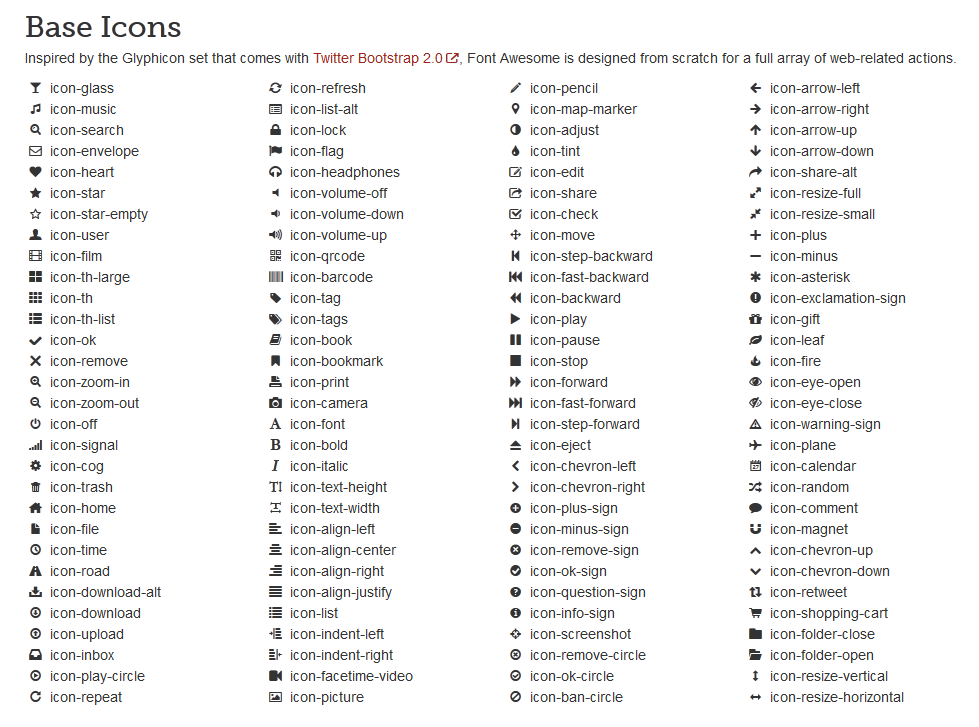 Base Icons
Inspired by the Glyphicon set that comes with Twitter Bootstrap 2.0, Font Awesome is designed from scratch for a full array of web-related actions.
icon-glass
icon-music
icon-search
icon-envelope
icon-heart
icon-star
icon-star-empty
icon-user
icon-film
icon-th-large
icon-th
icon-th-list
icon-ok
icon-remove
icon-zoom-in
icon-zoom-out
icon-off
icon-signal
icon-cog
icon-trash
icon-home
icon-file
icon-time
icon-road
icon-download-alt
icon-download
icon-upload
icon-inbox
icon-play-circle
icon-repeat
icon-refresh
icon-list-alt
icon-lock
icon-flag
icon-headphones
icon-volume-off
icon-volume-down
icon-volume-up
icon-qrcode
icon-barcode
icon-tag
icon-tags
icon-book
icon-bookmark
icon-print
icon-camera
icon-font
icon-bold
icon-italic
icon-text-height
icon-text-width
icon-align-left
icon-align-center
icon-align-right
icon-align-justify
icon-list
icon-indent-left
icon-indent-right
icon-facetime-video
icon-picture
icon-pencil
icon-map-marker
icon-adjust
icon-tint
icon-edit
icon-share
icon-check
icon-move
icon-step-backward
icon-fast-backward
icon-backward
icon-play
icon-pause
icon-stop
icon-forward
icon-fast-forward
icon-step-forward
icon-eject
icon-chevron-left
icon-chevron-right
icon-plus-sign
icon-minus-sign
icon-remove-sign
icon-ok-sign
icon-question-sign
icon-info-sign
icon-screenshot
icon-remove-circle
icon-ok-circle
icon-ban-circle
icon-arrow-left
icon-arrow-right
icon-arrow-up
icon-arrow-down
icon-share-alt
icon-resize-full
icon-resize-small
icon-plus
icon-minus
icon-asterisk
icon-exclamation-sign
icon-gift
icon-leaf
icon-fire
icon-eye-open
icon-eye-close
icon-warning-sign
icon-plane
icon-calendar
icon-random
icon-comment
icon-magnet
icon-chevron-up
icon-chevron-down
icon-retweet
icon-shopping-cart
icon-folder-close
icon-folder-open
icon-resize-vertical
icon-resize-horizontal